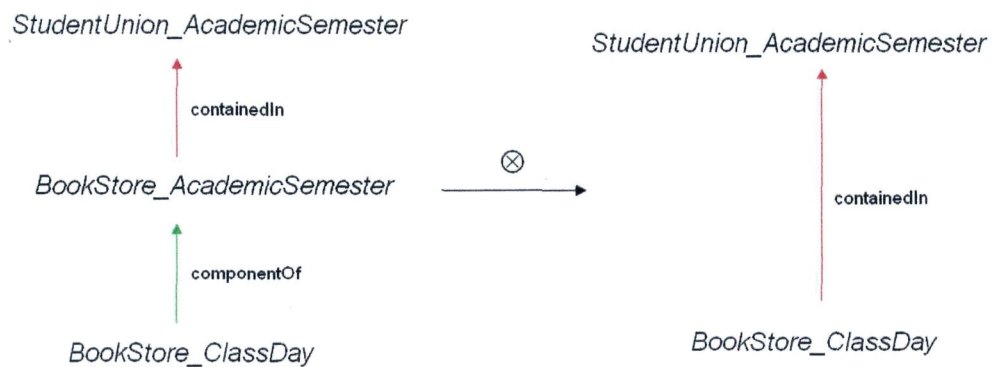 StudentUnion_AcademicSemester
containedIn
BookStore_AcademicSemester
componentOf
BookStore_ClassDay
⊗
StudentUnion_AcademicSemester
containedIn
BookStore_ClassDay